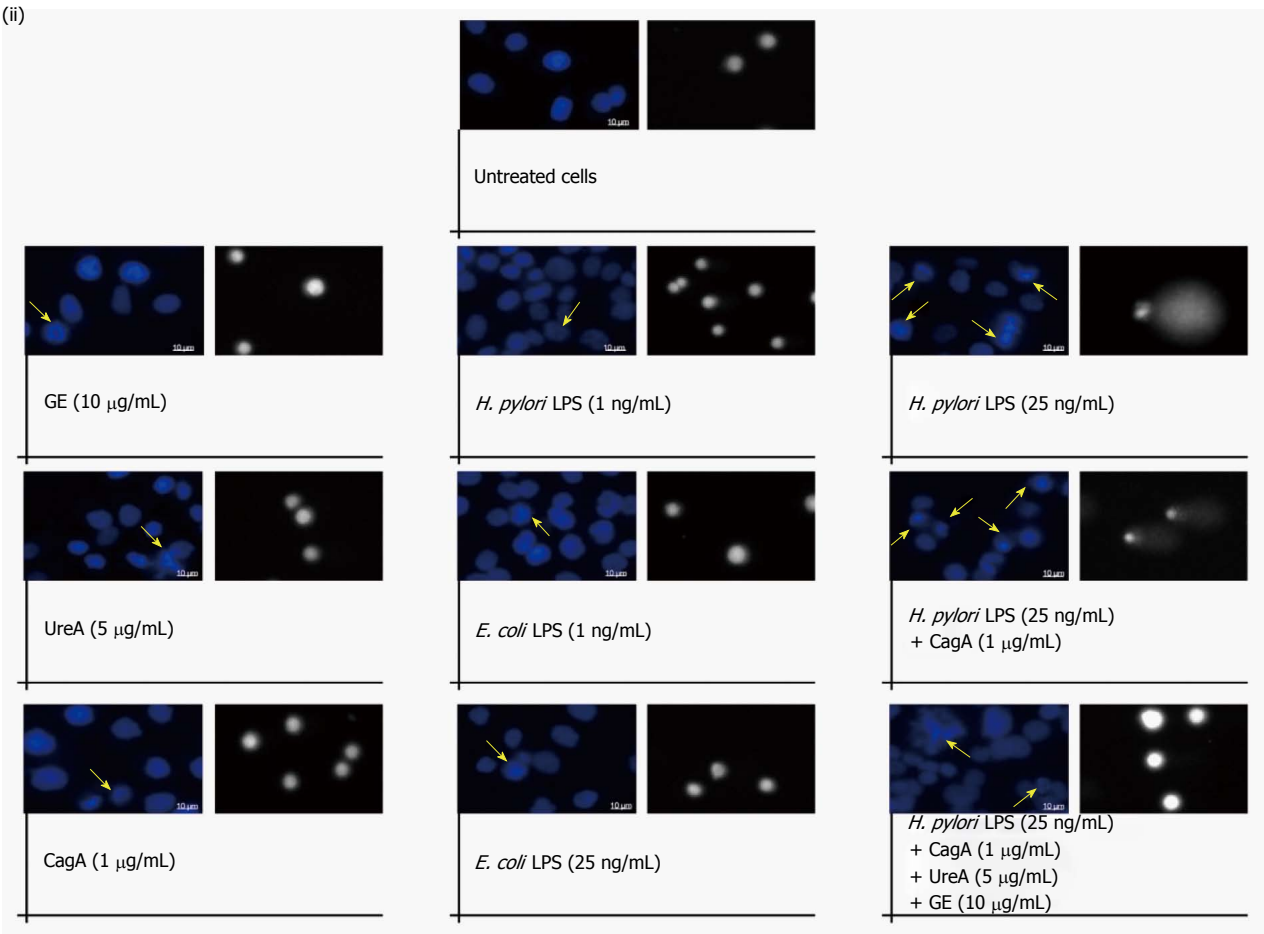 (ii)
10 μm
Untreated cells
10 μm
10 μm
10 μm
GE (10 μg/mL)
H. pylori LPS (1 ng/mL)
H. pylori LPS (25 ng/mL)
10 μm
10 μm
10 μm
UreA (5 μg/mL)
E. coli LPS (1 ng/mL)
H. pylori LPS (25 ng/mL)
+ CagA (1 μg/mL)
10 μm
10 μm
10 μm
CagA (1 μg/mL)
E. coli LPS (25 ng/mL)
H. pylori LPS (25 ng/mL)
+ CagA (1 μg/mL)
+ UreA (5 μg/mL)
+ GE (10 μg/mL)